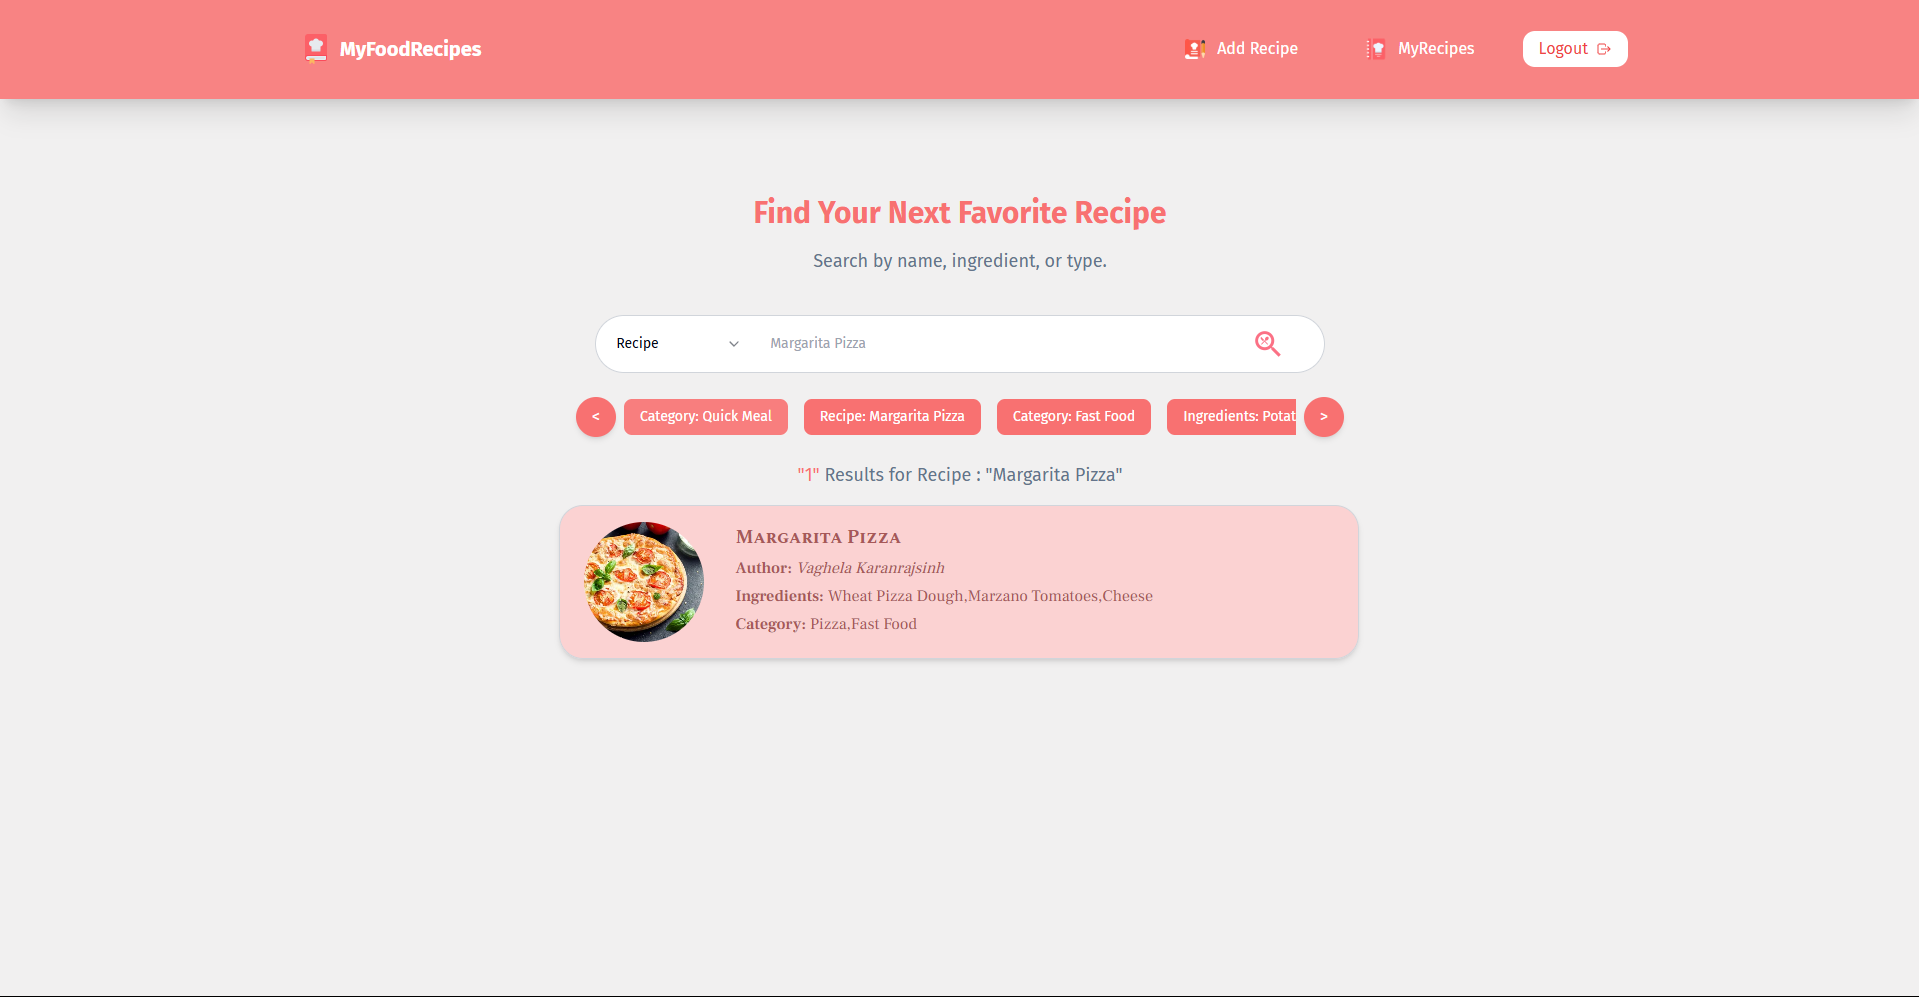 MyFoodRecipes
Add Recipe
MyRecipes
Logout
Find Your Next Favorite Recipe
Search by name, ingredient, or type.
Recipe
Margarita Pizza
<
Category: Quick Meal
Recipe: Margarita Pizza
Category: Fast Food
Ingredients: Potat
>
"1" Results for Recipe : "Margarita Pizza"
Margarita Pizza
Author: Vaghela Karanrajsinh
Ingredients: Wheat Pizza Dough,Marzano Tomatoes,Cheese
Category: Pizza,Fast Food